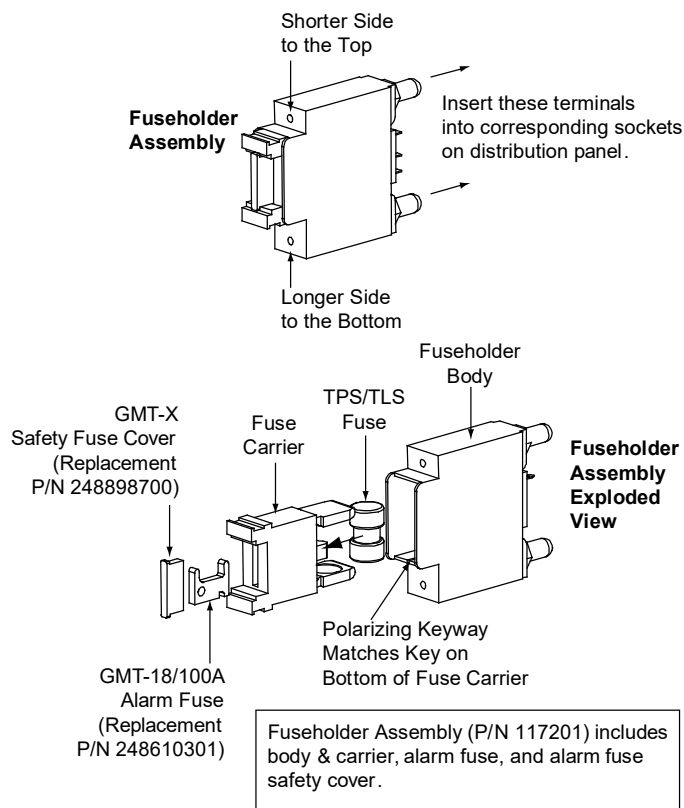 Shorter Side
to the Top
Fuseholder
Assembly
Insert these terminals
into corresponding sockets
on distribution panel.
Longer Side
to the Bottom
Fuseholder
Body
TPS/TLS
Fuse
Fuse
Carrier
GMT-X
Safety Fuse Cover
(Replacement
P/N 248898700)
Fuseholder
Assembly
Exploded
View
Polarizing Keyway
Matches Key on
Bottom of Fuse Carrier
GMT-18/100A
Alarm Fuse
(Replacement
P/N 248610301)
Fuseholder Assembly (P/N 117201) includes
body & carrier, alarm fuse, and alarm fuse
safety cover.